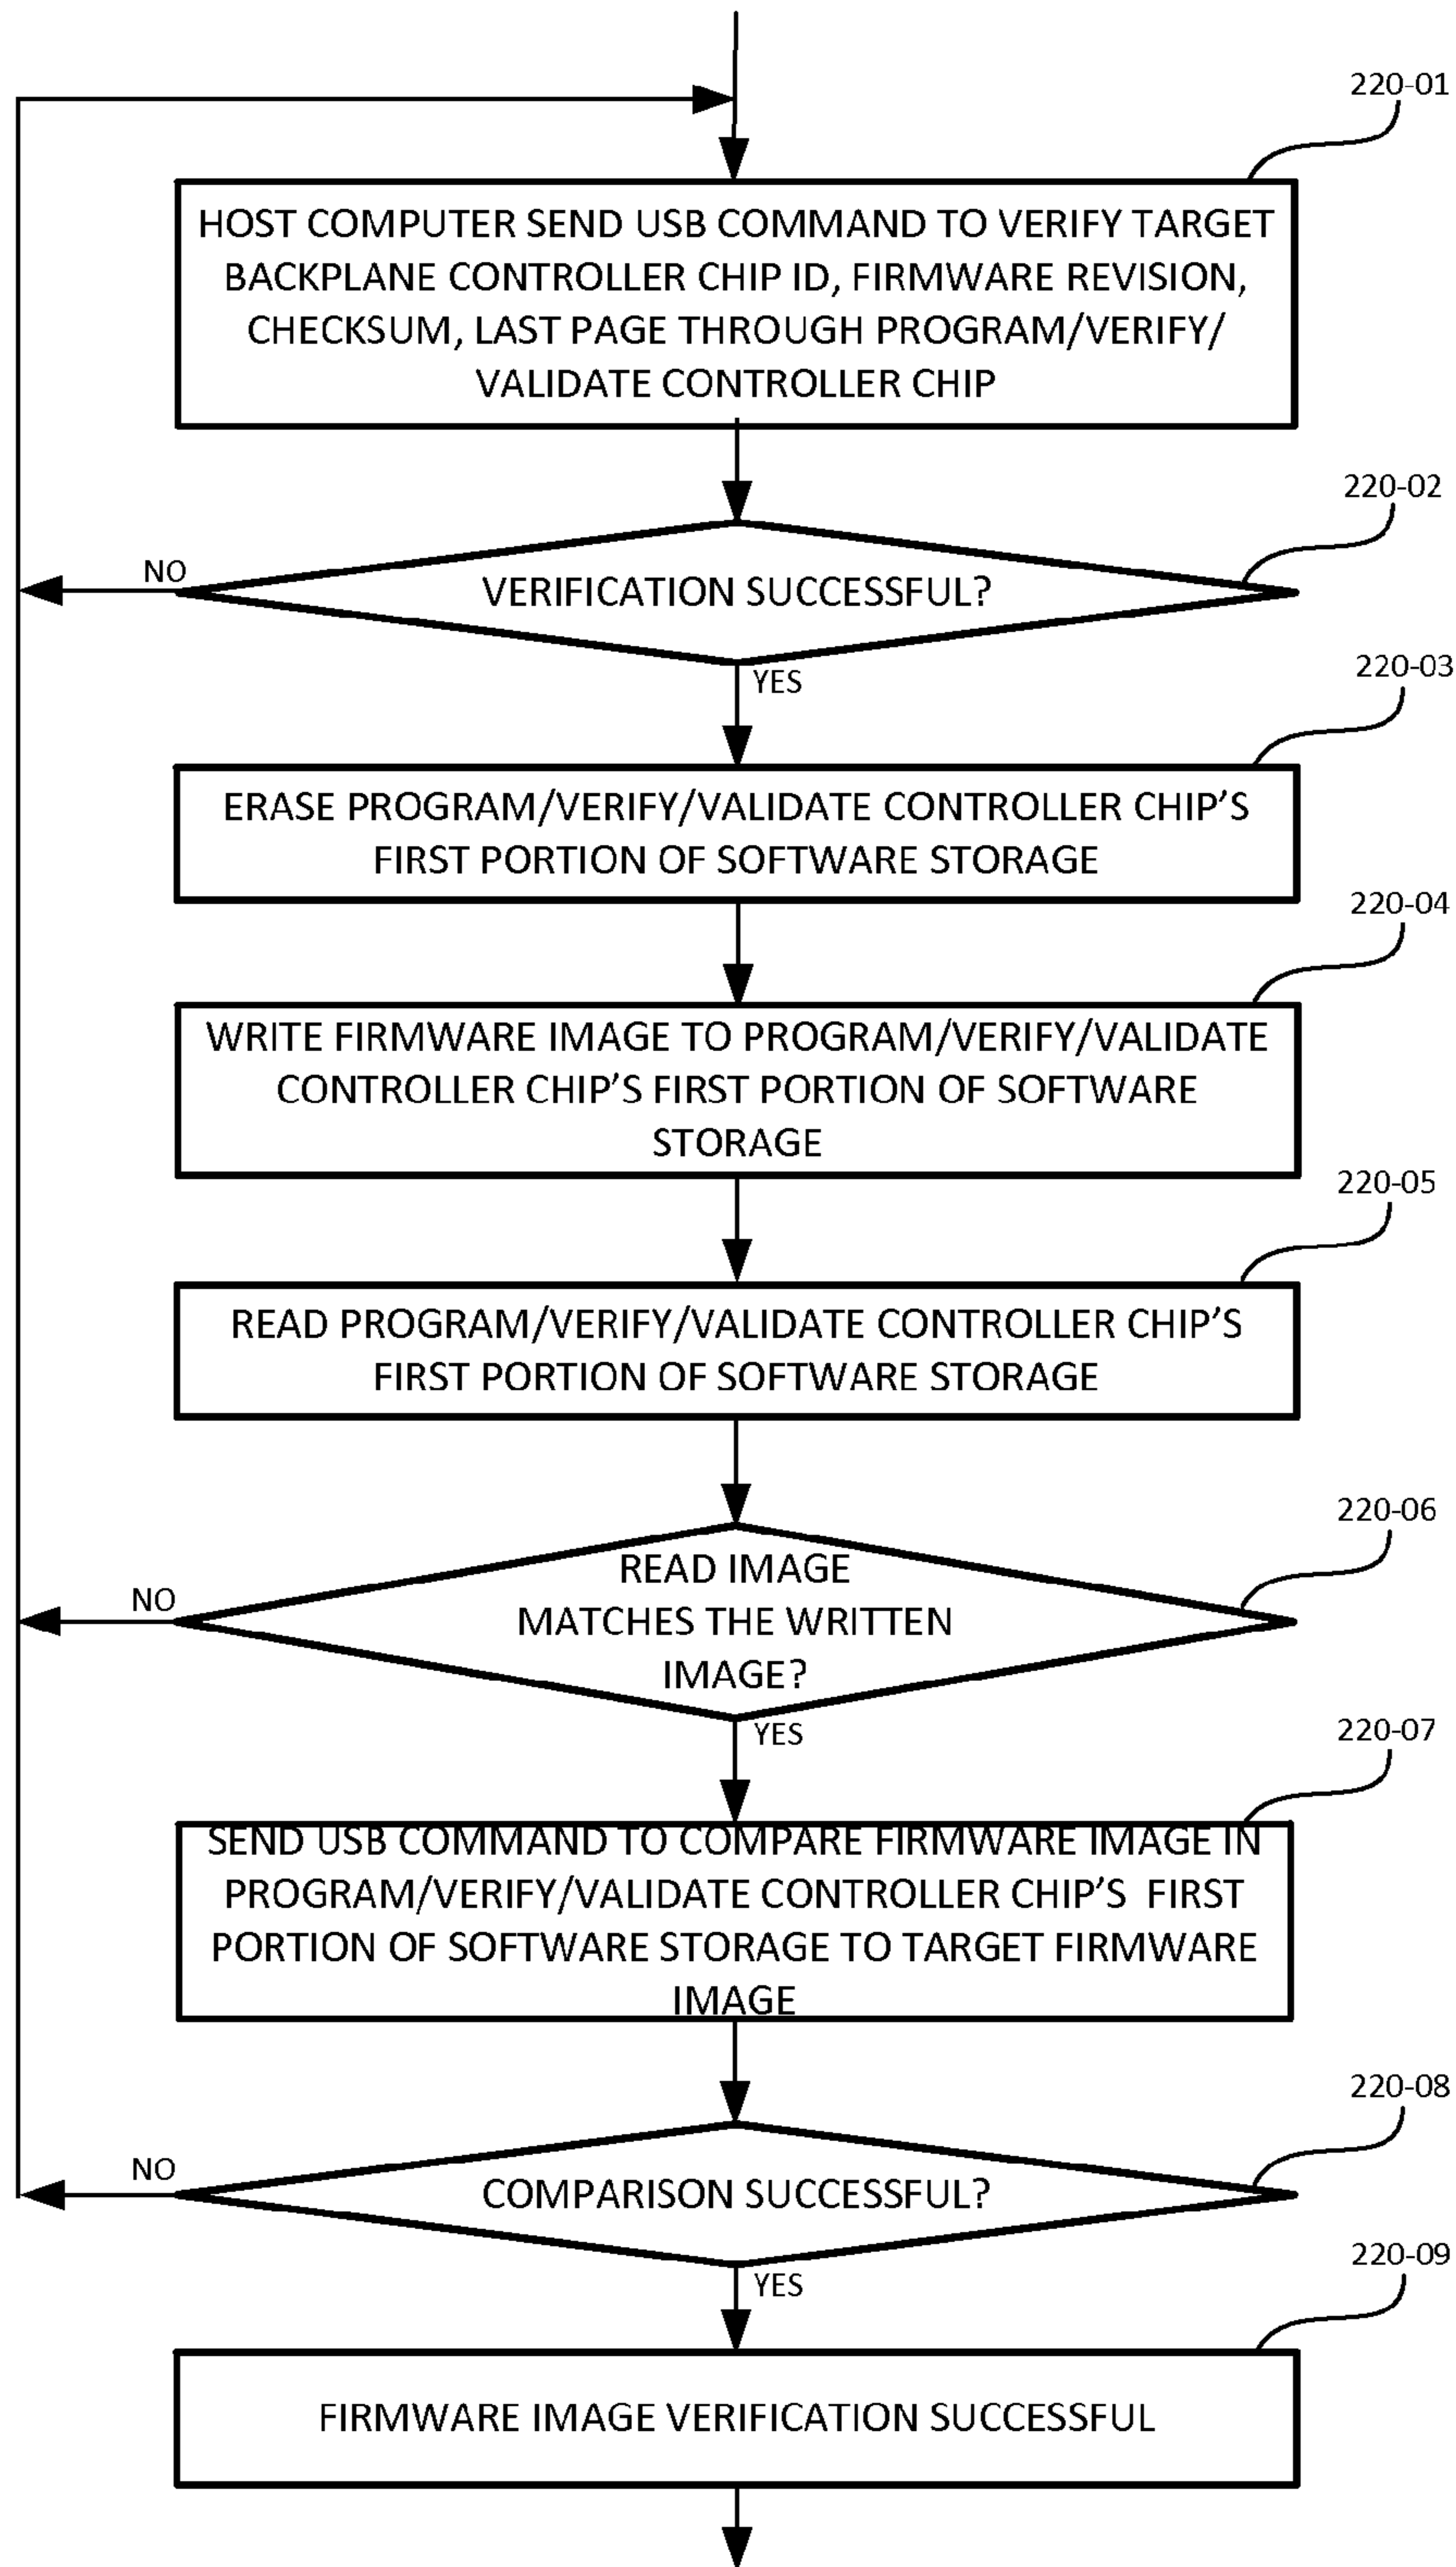 220-01
HOST COMPUTER SEND USB COMMAND TO VERIFY TARGET
BACKPLANE CONTROLLER CHIP ID, FIRMWARE REVISION,
CHECKSUM, LAST PAGE THROUGH PROGRAM/VERIFY/
VALIDATE CONTROLLER CHIP
220-02
NO
VERIFICATION SUCCESSFUL?
YES
220-03
ERASE PROGRAM/VERIFY/VALIDATE CONTROLLER CHIP'S
FIRST PORTION OF SOFTWARE STORAGE
220-04
WRITE FIRMWARE IMAGE TO PROGRAM/VERIFY/VALIDATE
CONTROLLER CHIP'S FIRST PORTION OF SOFTWARE
STORAGE
220-05
READ PROGRAM/VERIFY/VALIDATE CONTROLLER CHIP'S
FIRST PORTION OF SOFTWARE STORAGE
220-06
READ IMAGE
NO
MATCHES THE WRITTEN
IMAGE?
YES
220-07
SEND USB COMMAND TO COMPARE FIRMWARE IMAGE IN
PROGRAM/VERIFY/VALIDATE CONTROLLER CHIP'S FIRST
PORTION OF SOFTWARE STORAGE TO TARGET FIRMWARE
IMAGE
220-08
NO
COMPARISON SUCCESSFUL?
YES
220-09
FIRMWARE IMAGE VERIFICATION SUCCESSFUL